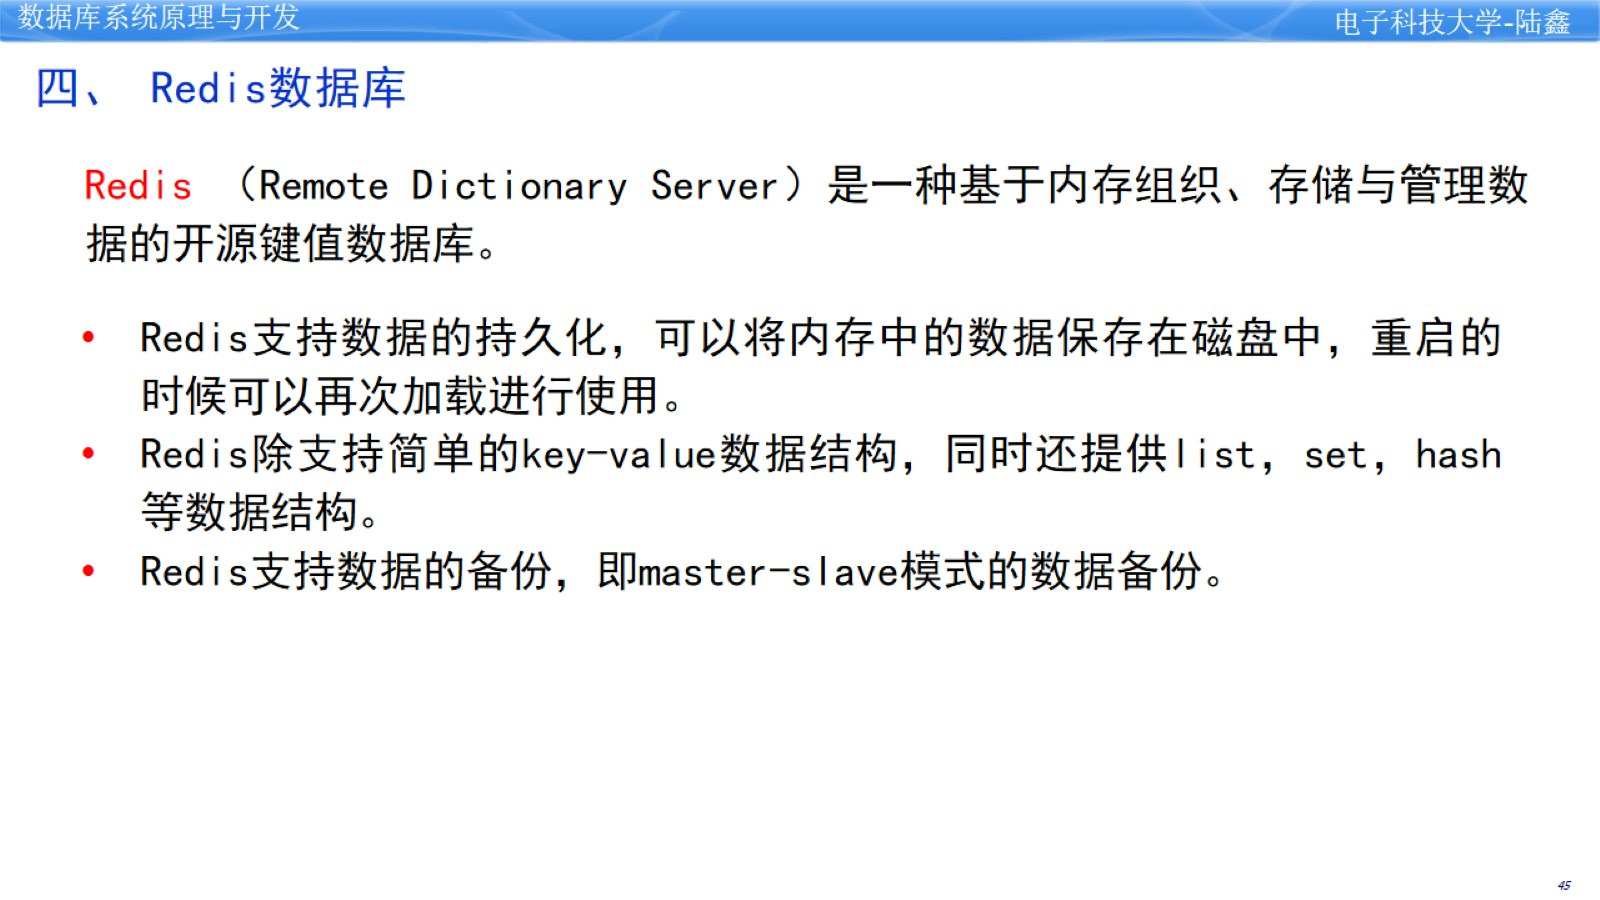 数据库系统原理与开发
电子科技大学-陆鑫
四、 Redis数据库
Redis （Remote Dictionary Server）是一种基于内存组织、存储与管理数
据的开源键值数据库。
• Redis支持数据的持久化，可以将内存中的数据保存在磁盘中，重启的
时候可以再次加载进行使用。
• Redis除支持简单的key-value数据结构，同时还提供list，set，hash
等数据结构。
• Redis支持数据的备份，即master-slave模式的数据备份。
45